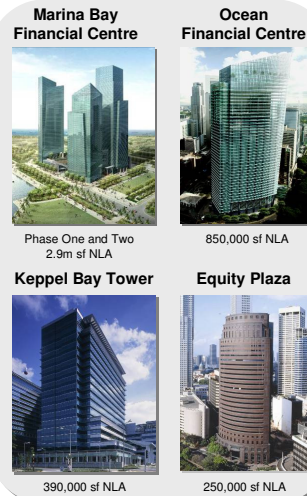 Marina Bay
Financial Centre
Phase One and Two
2.9m sf NLA
Ocean
Financial Centre
850,000 sf NLA
Keppel Bay Tower
390,000 sf NLA
Equity Plaza
250,000 sf NLA